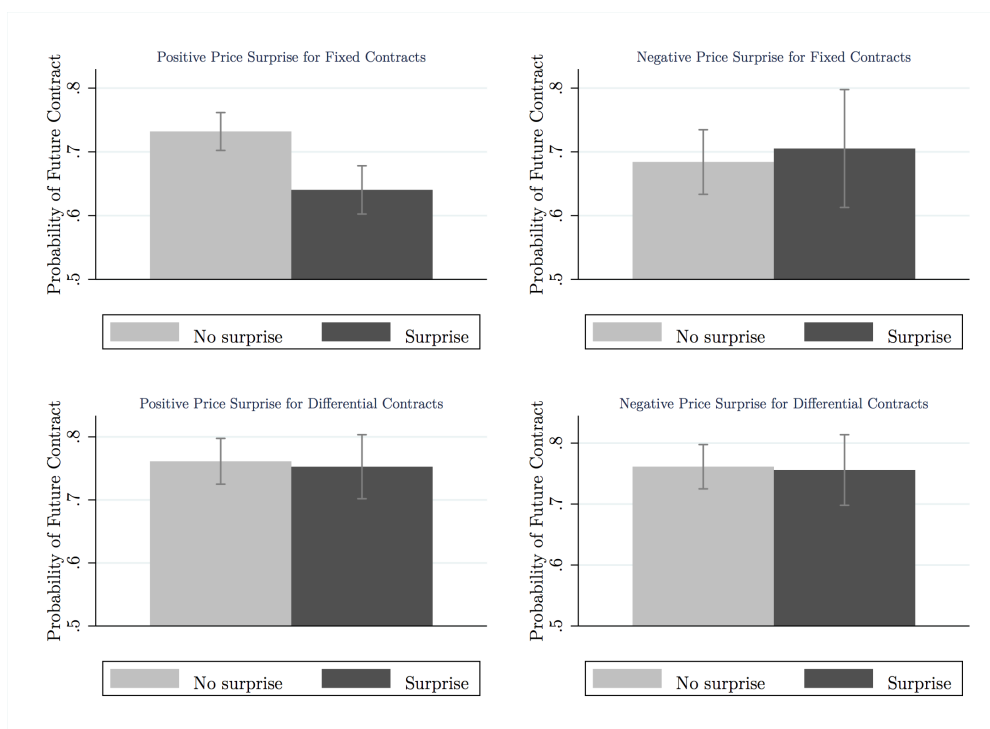 Positive Price Surprise for Fixed Contracts
Probability of Future Contract
.8
.7
.6
.5
No surprise
Surprise
Negative Price Surprise for Fixed Contracts
Probability of Future Contract
.8
.7
.6
.5
No surprise
Surprise
Positive Price Surprise for Differential Contracts
Probability of Future Contract
.8
.7
.6
.5
No surprise
Surprise
Negative Price Surprise for Differential Contracts
Probability of Future Contract
.8
.7
.6
.5
No surprise
Surprise